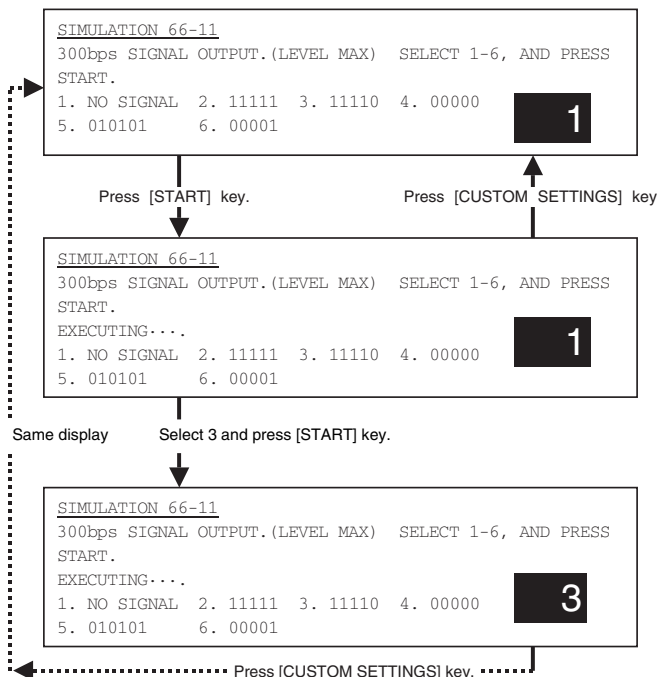 SIMULATION 66-11
300bps SIGNAL OUTPUT.(LEVEL MAX) SELECT 1-6, AND PRESS
START.
1. NO SIGNAL 2. 11111 3. 11110 4. 00000
5. 010101 6. 00001
1
Press [START] key.
Press [CUSTOM SETTINGS] key
SIMULATION 66-11
300bps SIGNAL OUTPUT.(LEVEL MAX) SELECT 1-6, AND PRESS
START.
EXECUTING····.
1. NO SIGNAL 2. 11111 3. 11110 4. 00000
5. 010101 6. 00001
1
Same display
Select 3 and press [START] key.
SIMULATION 66-11
300bps SIGNAL OUTPUT.(LEVEL MAX) SELECT 1-6, AND PRESS
START.
EXECUTING····.
1. NO SIGNAL 2. 11111 3. 11110 4. 00000
5. 010101 6. 00001
3
Press [CUSTOM SETTINGS] key.